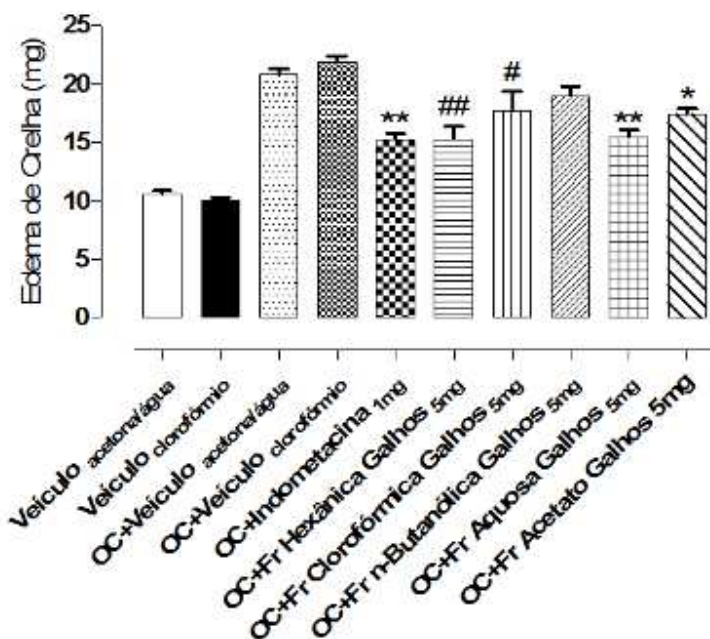 Edema de Orelha (mg)
25
20
15
10
5
0
**
##
#
**
*
Veículo acetona/água
Veículo clorofórmio
OC+Veículo acetona/água
OC+Veículo clorofórmio
OC+Indometacina 1mg
OC+Fr Hexânica Galhos 5mg
OC+Fr Clorofórmica Galhos 5mg
OC+Fr n-Butanólica Galhos 5mg
OC+Fr Aquosa Galhos 5mg
OC+Fr Acetato Galhos 5mg